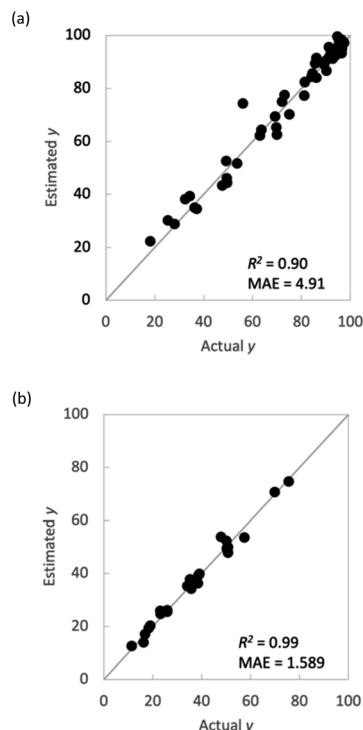 (a)
100
80
60
40
20
0
Estimated y
R² = 0.90
MAE = 4.91
0 20 40 60 80 100
Actual y
(b)
100
80
60
40
20
0
Estimated y
R² = 0.99
MAE = 1.589
0 20 40 60 80 100
Actual y